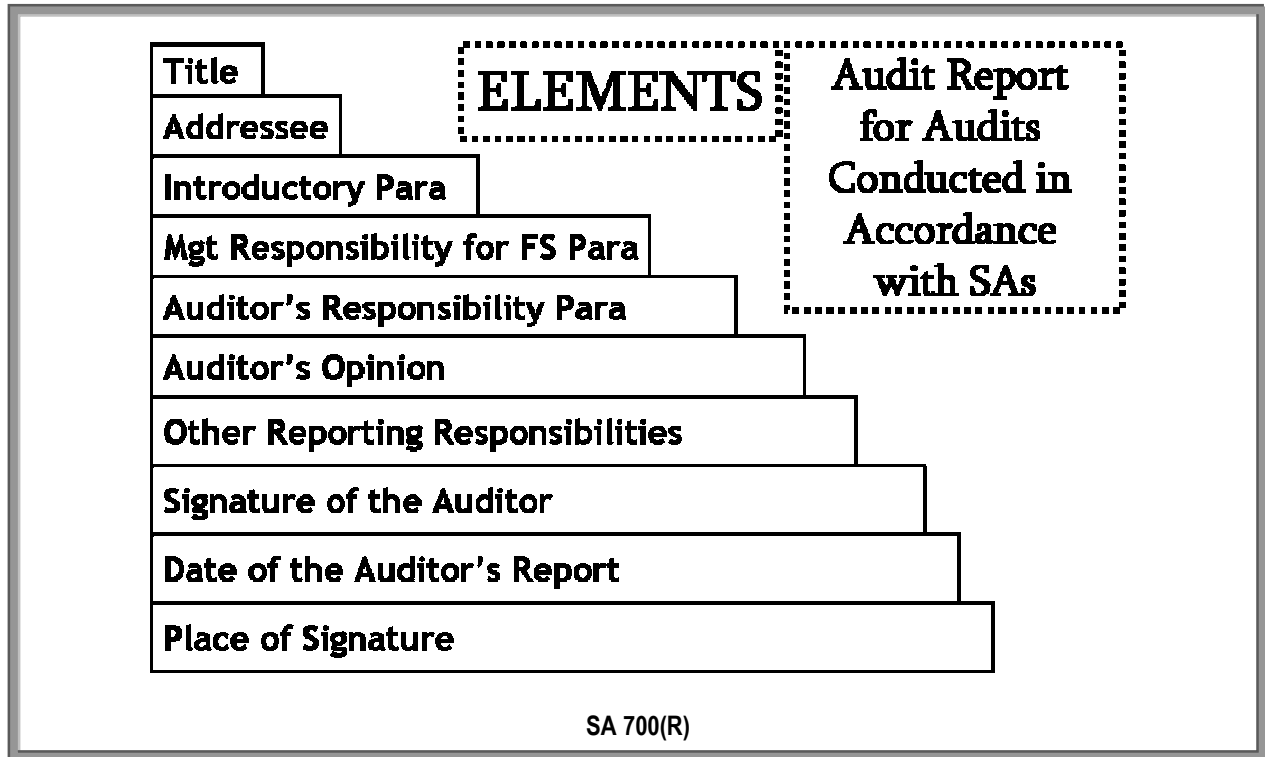 Title
Addressee
Introductory Para
Mgt Responsibility for FS Para
Auditor's Responsibility Para
Auditor's Opinion
Other Reporting Responsibilities
Signature of the Auditor
Date of the Auditor's Report
Place of Signature
ELEMENTS
Audit Report
for Audits
Conducted in
Accordance
with SAs
SA 700(R)